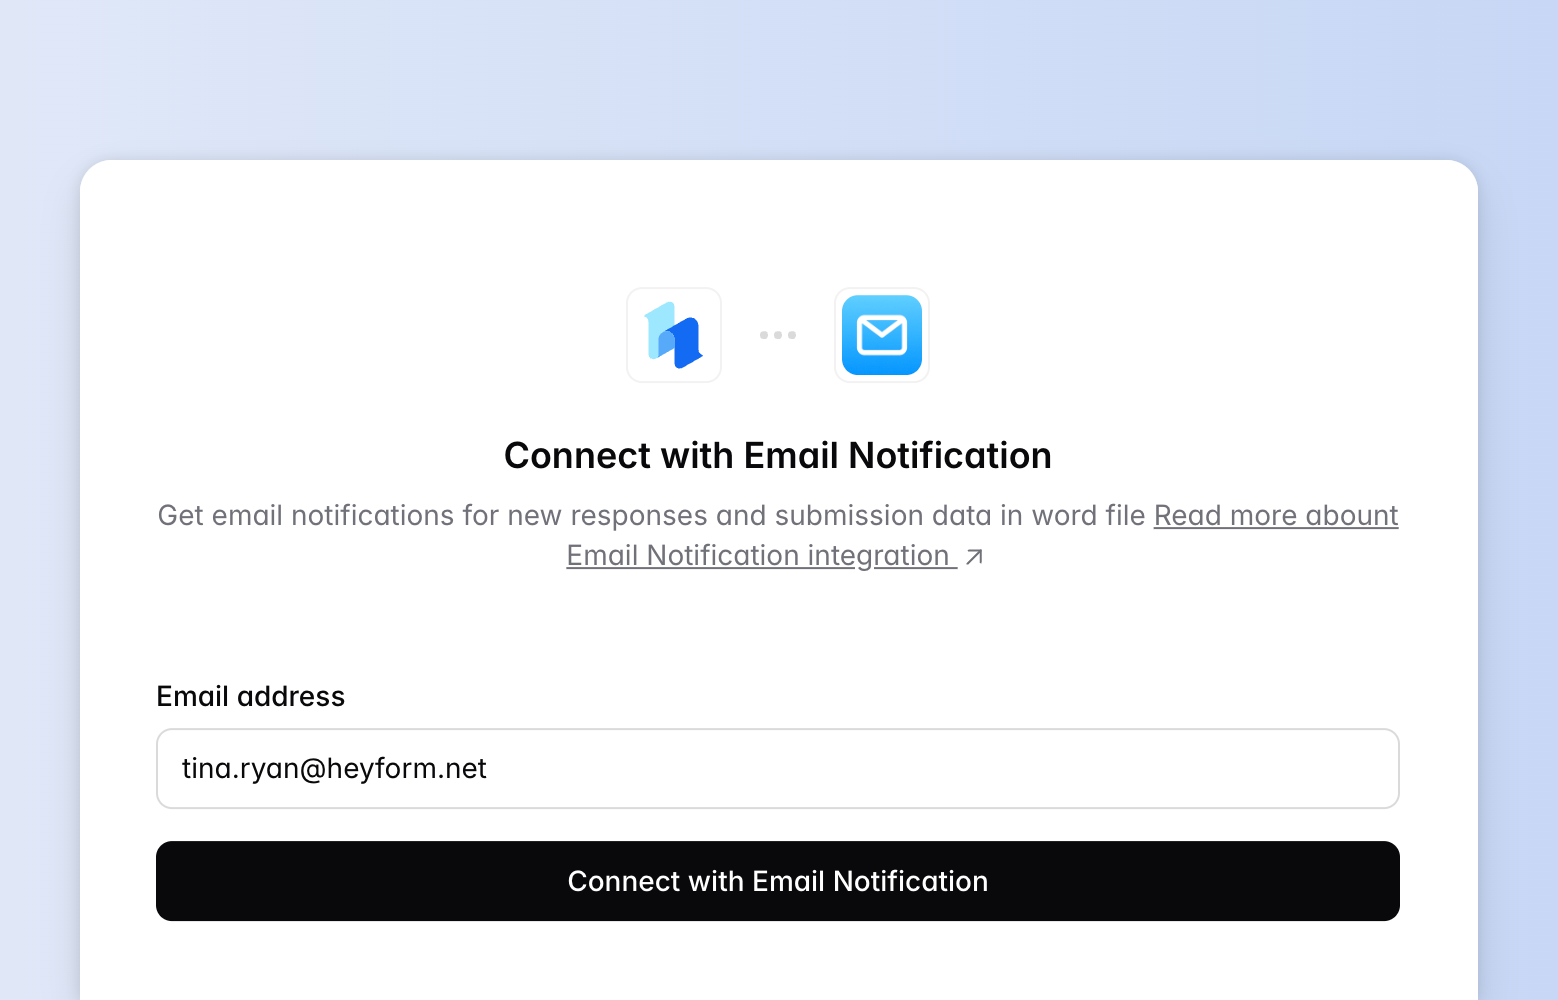 Connect with Email Notification
Get email notifications for new responses and submission data in word file Read more abount
Email Notification integration ↗
Email address
tina.ryan@heyform.net
Connect with Email Notification